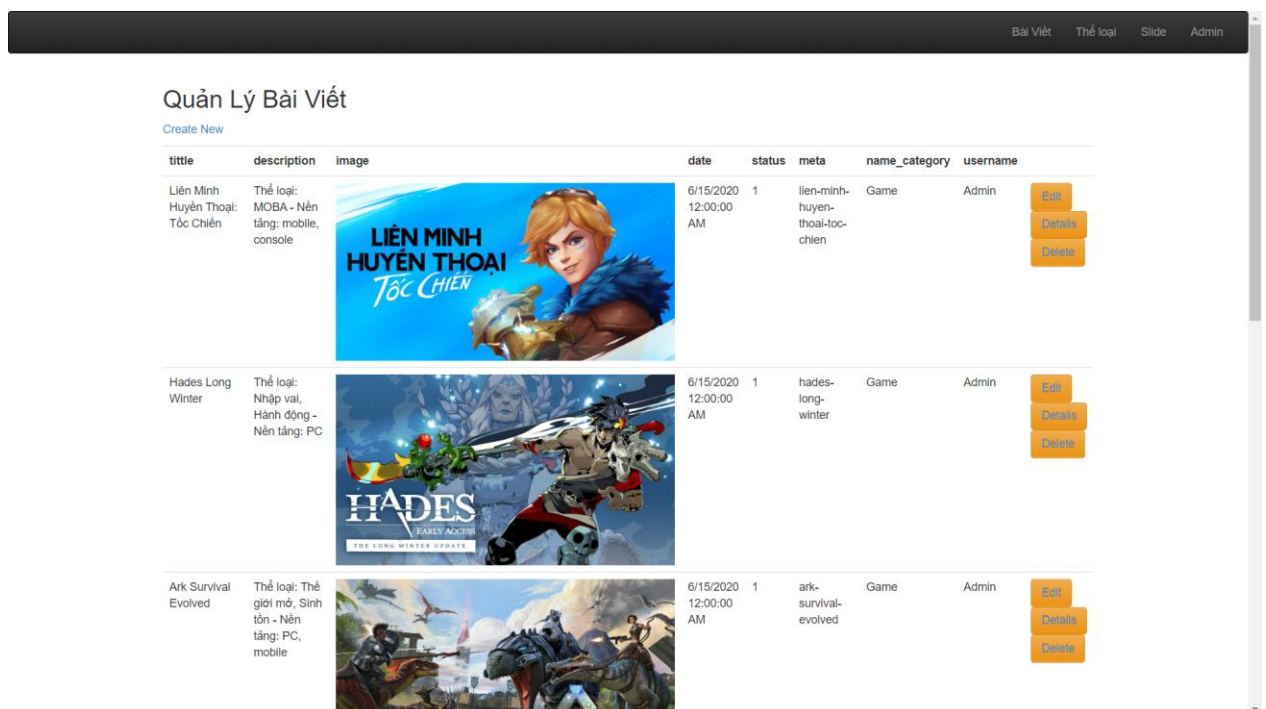 Bài Viết Thể loại Slide Admin
Quản Lý Bài Viết
Create New
tittle description image date status meta name_category username
Liên Minh
Huyền Thoại:
Tốc Chiến
Thể loại:
MOBA - Nền
tảng: mobile,
console
LIÊN MINH
HUYỀN THOẠI
TỐC CHIẾN
6/15/2020
12:00:00
AM
1
lien-minh-
huyen-
thoai-toc-
chien
Game
Admin
Edit
Details
Delete
Hades Long
Winter
Thể loại:
Nhập vai,
Hành động -
Nền tảng: PC
HADES
EARLY ACCESS
THE LONG WINTER UPDATE
6/15/2020
12:00:00
AM
1
hades-
long-
winter
Game
Admin
Edit
Details
Delete
Ark Survival
Evolved
Thể loại: Thế
giới mở, Sinh
tồn - Nền
tảng: PC,
mobile
6/15/2020
12:00:00
AM
1
ark-
survival-
evolved
Game
Admin
Edit
Details
Delete